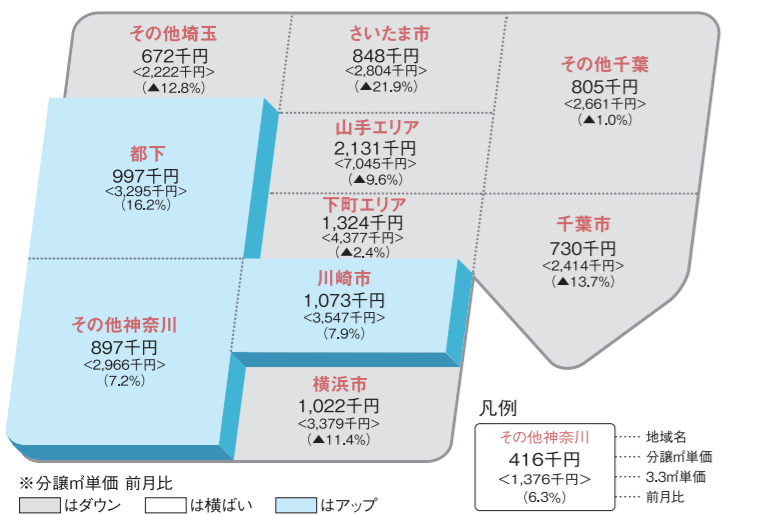 その他埼玉
672千円
<2,222千円>
(▲12.8%)
さいたま市
848千円
<2,804千円>
(▲21.9%)
その他千葉
805千円
<2,661千円>
(▲1.0%)
山手エリア
2,131千円
<7,045千円>
(▲9.6%)
都下
997千円
<3,295千円>
(16.2%)
下町エリア
1,324千円
<4,377千円>
(▲2.4%)
千葉市
730千円
<2,414千円>
(▲13.7%)
川崎市
1,073千円
<3,547千円>
(7.9%)
その他神奈川
897千円
<2,966千円>
(7.2%)
横浜市
1,022千円
<3,379千円>
(▲11.4%)
凡例
その他神奈川 地域名
416千円 分譲㎡単価
<1,376千円> 3.3㎡単価
(6.3%) 前月比
※分譲㎡単価 前月比
はダウン はは横ばい はアップ